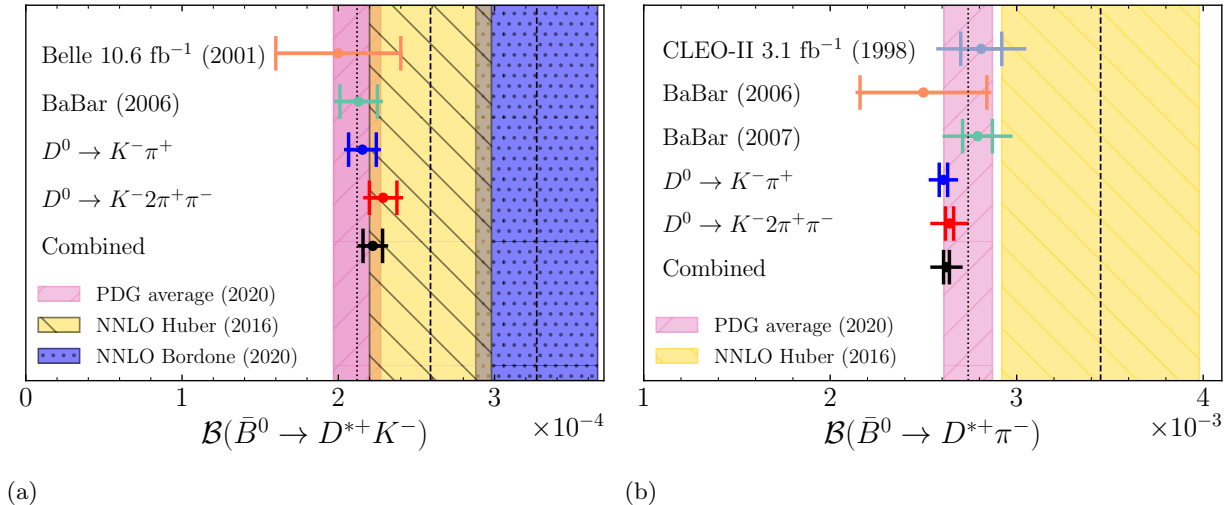 Belle 10.6 fb⁻¹ (2001)
BaBar (2006)
D⁰ → K⁻π⁺
D⁰ → K⁻2π⁺π⁻
Combined
PDG average (2020)
NNLO Huber (2016)
NNLO Bordone (2020)
0 1 2 3 4
×10⁻⁴
𝓑(B̄⁰ → D*⁺K⁻)
(a)
CLEO-II 3.1 fb⁻¹ (1998)
BaBar (2006)
BaBar (2007)
D⁰ → K⁻π⁺
D⁰ → K⁻2π⁺π⁻
Combined
PDG average (2020)
NNLO Huber (2016)
1 2 3 4
×10⁻³
𝓑(B̄⁰ → D*⁺π⁻)
(b)